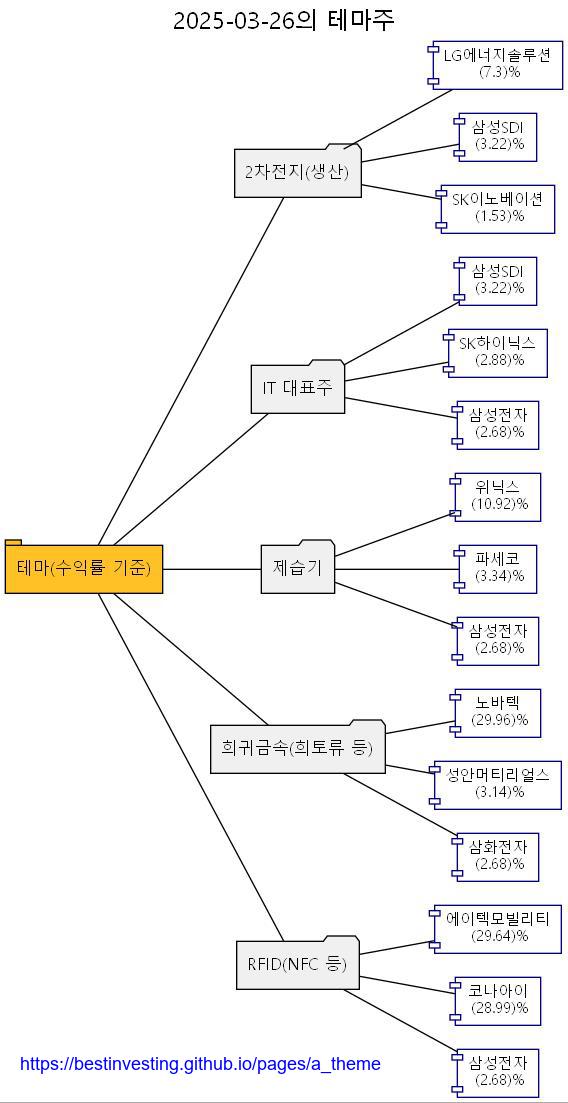 2025-03-26의 테마주
LG에너지솔루션
(7.3)%
삼성SDI
(3.22)%
2차전지(생산)
SK이노베이션
(1.53)%
삼성SDI
(3.22)%
SK하이닉스
(2.88)%
IT 대표주
삼성전자
(2.68)%
위닉스
(10.92)%
테마(수익률 기준)
제습기
파세코
(3.34)%
삼성전자
(2.68)%
노바텍
(29.96)%
희귀금속(희토류 등)
성안머티리얼스
(3.14)%
삼화전자
(2.68)%
에이텍모빌리티
(29.64)%
RFID(NFC 등)
코나아이
(28.99)%
삼성전자
(2.68)%
https://bestinvesting.github.io/pages/a_theme